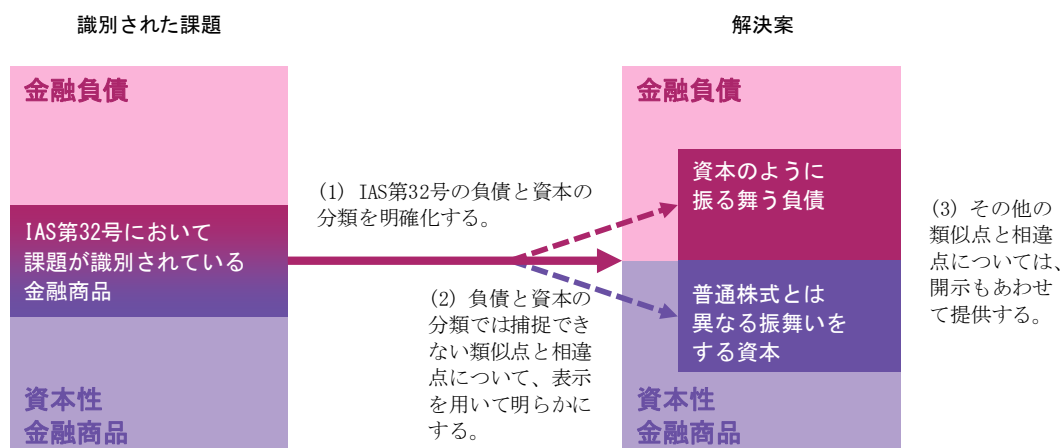 識別された課題
解決案
金融負債
IAS第32号において
課題が識別されている
金融商品
資本性
金融商品
(1) IAS第32号の負債と資本の
分類を明確化する。
(2) 負債と資本の
分類では捕捉でき
ない類似点と相違
点について、表示
を用いて明らかに
する。
金融負債
資本のように
振る舞う負債
普通株式とは
異なる振舞いを
する資本
資本性
金融商品
(3) その他の
類似点と相違
点については、
開示もあわせ
て提供する。